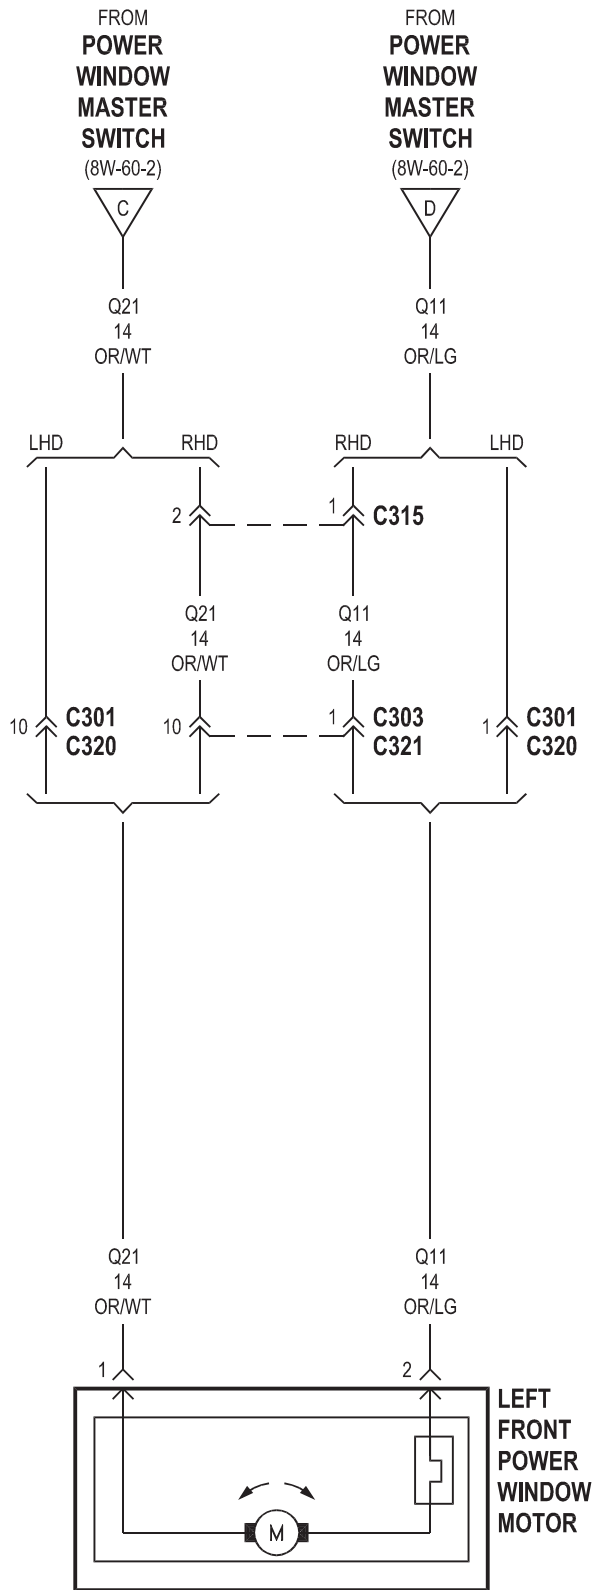 FROM
POWER
WINDOW
MASTER
SWITCH
(8W-60-2)
C
FROM
POWER
WINDOW
MASTER
SWITCH
(8W-60-2)
D
Q21
14
OR/WT
Q11
14
OR/LG
LHD
RHD
RHD
LHD
2
1
C315
Q21
14
OR/WT
Q11
14
OR/LG
10
C301
C320
10
1
C303
C321
1
C301
C320
Q21
14
OR/WT
Q11
14
OR/LG
1
2
LEFT
FRONT
POWER
WINDOW
MOTOR
M